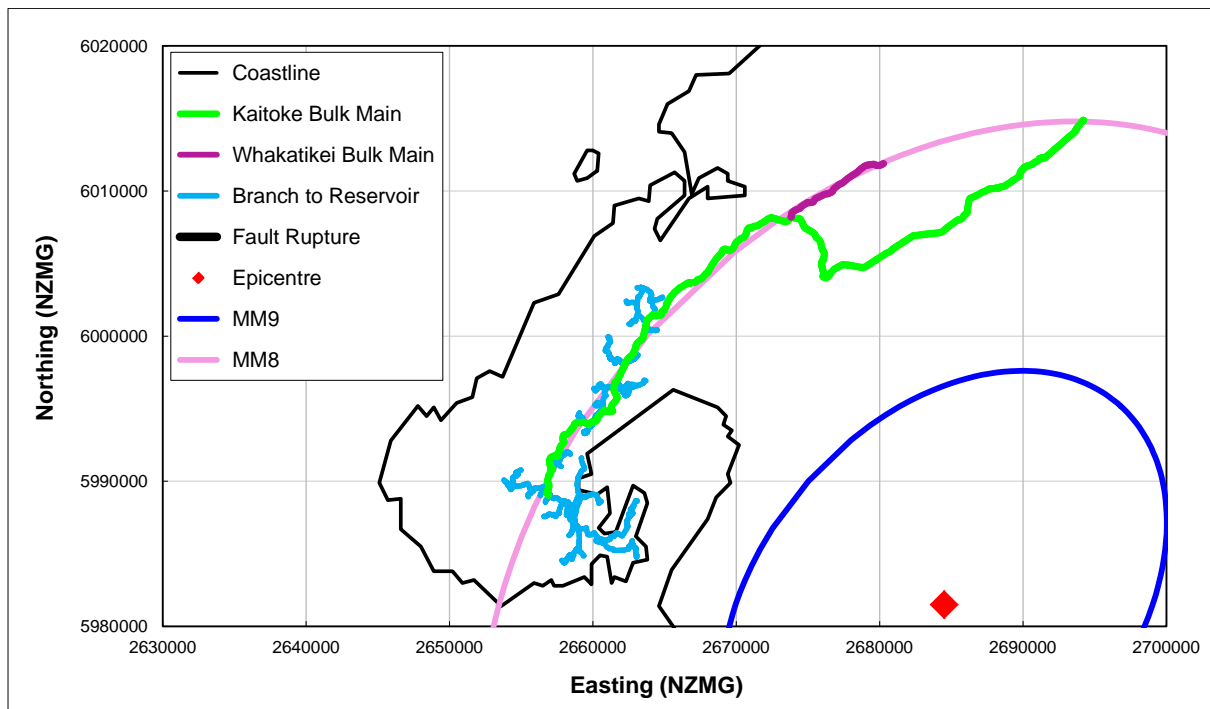 6020000
6010000
6000000
5990000
5980000
Northing (NZMG)
Coastline
Kaitoke Bulk Main
Whakatikei Bulk Main
Branch to Reservoir
Fault Rupture
Epicentre
MM9
MM8
2630000 2640000 2650000 2660000 2670000 2680000 2690000 2700000
Easting (NZMG)